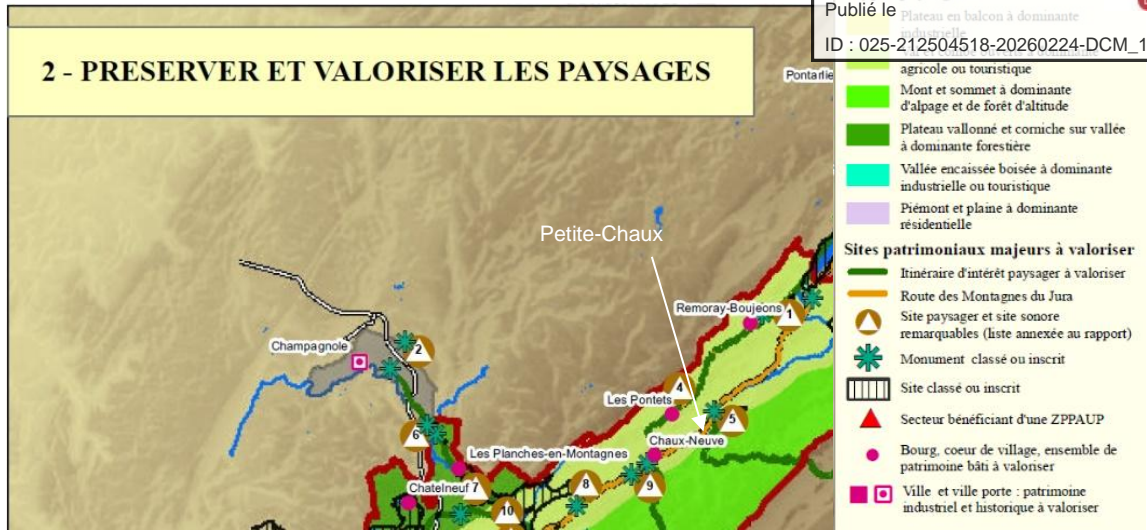 2 - PRESERVER ET VALORISER LES PAYSAGES
Publié le
ID : 025-212504518-20260224-DCM_1
Pontarlie
Petite-Chaux
Remoray-Boujeons
1
Champagnole
2
4
Les Pontets
5
6
Chaux-Neuve
Les Planches-en-Montagnes
Chatelneuf
7
8
9
10
Plateau en balcon à dominante
industrielle
agricole ou touristique
Mont et sommet à dominante
d'alpage et de forêt d'altitude
Plateau vallonné et corniche sur vallée
à dominante forestière
Vallée encaissée boisée à dominante
industrielle ou touristique
Piémont et plaine à dominante
résidentielle
Sites patrimoniaux majeurs à valoriser
Itinéraire d'intérêt paysager à valoriser
Route des Montagnes du Jura
Site paysager et site sonore
remarquables (liste annexée au rapport)
Monument classé ou inscrit
Site classé ou inscrit
Secteur bénéficiant d'une ZPPAUP
Bourg, coeur de village, ensemble de
patrimoine bâti à valoriser
Ville et ville porte : patrimoine
industriel et historique à valoriser